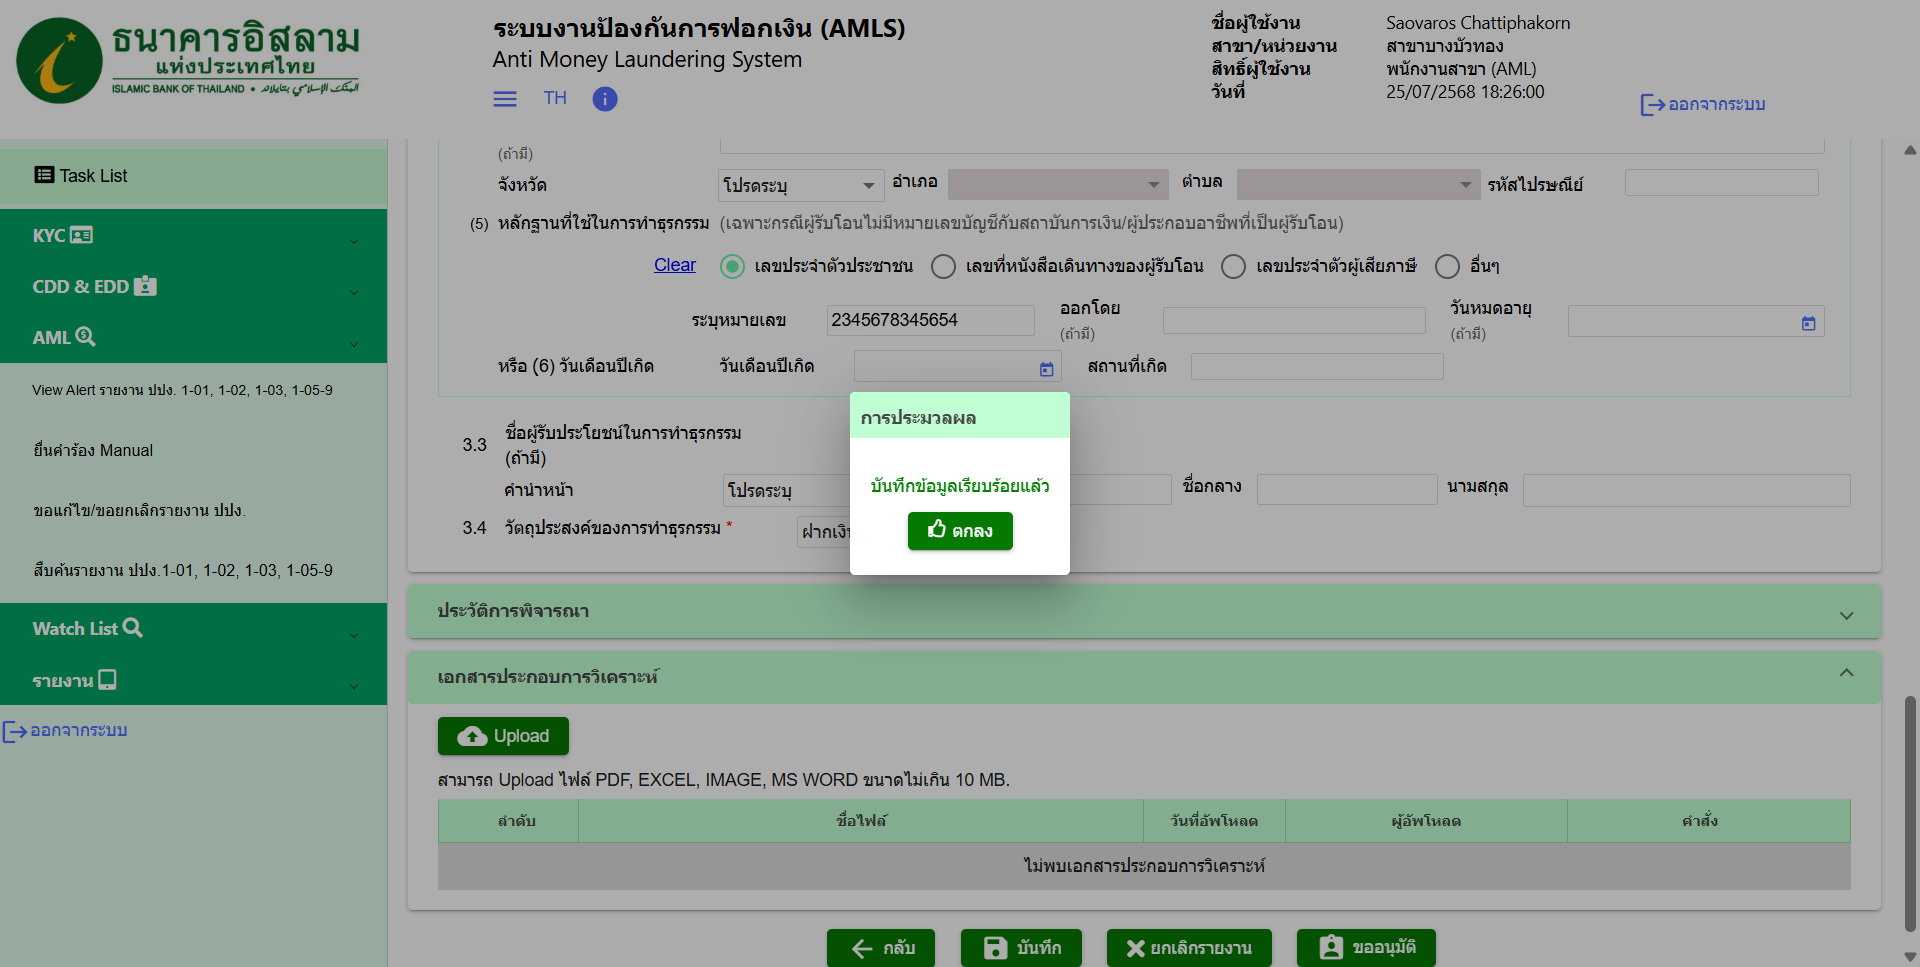 ธนาคารอิสลาม
แห่งประเทศไทย
ISLAMIC BANK OF THAILAND •
ระบบงานป้องกันการฟอกเงิน (AMLS)
Anti Money Laundering System
TH
ชื่อผู้ใช้งาน Saovaros Chattiphakorn
สาขา/หน่วยงาน สาขาบางบัวทอง
สิทธิ์ผู้ใช้งาน พนักงานสาขา (AML)
วันที่ 25/07/2568 18:26:00
ออกจากระบบ
Task List
KYC
CDD & EDD
AML
View Alert รายงาน ปปง. 1-01, 1-02, 1-03, 1-05-9
ยื่นคำร้อง Manual
ขอแก้ไข/ขอยกเลิกรายงาน ปปง.
สืบค้นรายงาน ปปง.1-01, 1-02, 1-03, 1-05-9
Watch List
รายงาน
ออกจากระบบ
(ถ้ามี)
จังหวัด โปรดระบุ อำเภอ ตำบล รหัสไปรษณีย์
(5) หลักฐานที่ใช้ในการทำธุรกรรม (เฉพาะกรณีผู้รับโอนไม่มีหมายเลขบัญชีกับสถาบันการเงิน/ผู้ประกอบอาชีพที่เป็นผู้รับโอน)
Clear เลขประจำตัวประชาชน เลขที่หนังสือเดินทางของผู้รับโอน เลขประจำตัวผู้เสียภาษี อื่นๆ
ระบุหมายเลข 2345678345654 ออกโดย (ถ้ามี) วันหมดอายุ (ถ้ามี)
หรือ (6) วันเดือนปีเกิด วันเดือนปีเกิด สถานที่เกิด
3.3 ชื่อผู้รับประโยชน์ในการทำธุรกรรม
(ถ้ามี)
คำนำหน้า โปรดระบุ ชื่อกลาง นามสกุล
3.4 วัตถุประสงค์ของการทำธุรกรรม * ฝากเงิน
การประมวลผล
บันทึกข้อมูลเรียบร้อยแล้ว
ตกลง
ประวัติการพิจารณา
เอกสารประกอบการวิเคราะห์
Upload
สามารถ Upload ไฟล์ PDF, EXCEL, IMAGE, MS WORD ขนาดไม่เกิน 10 MB.
ลำดับ ชื่อไฟล์ วันที่อัพโหลด ผู้อัพโหลด คำสั่ง
ไม่พบเอกสารประกอบการวิเคราะห์
กลับ บันทึก ยกเลิกรายงาน ขออนุมัติ